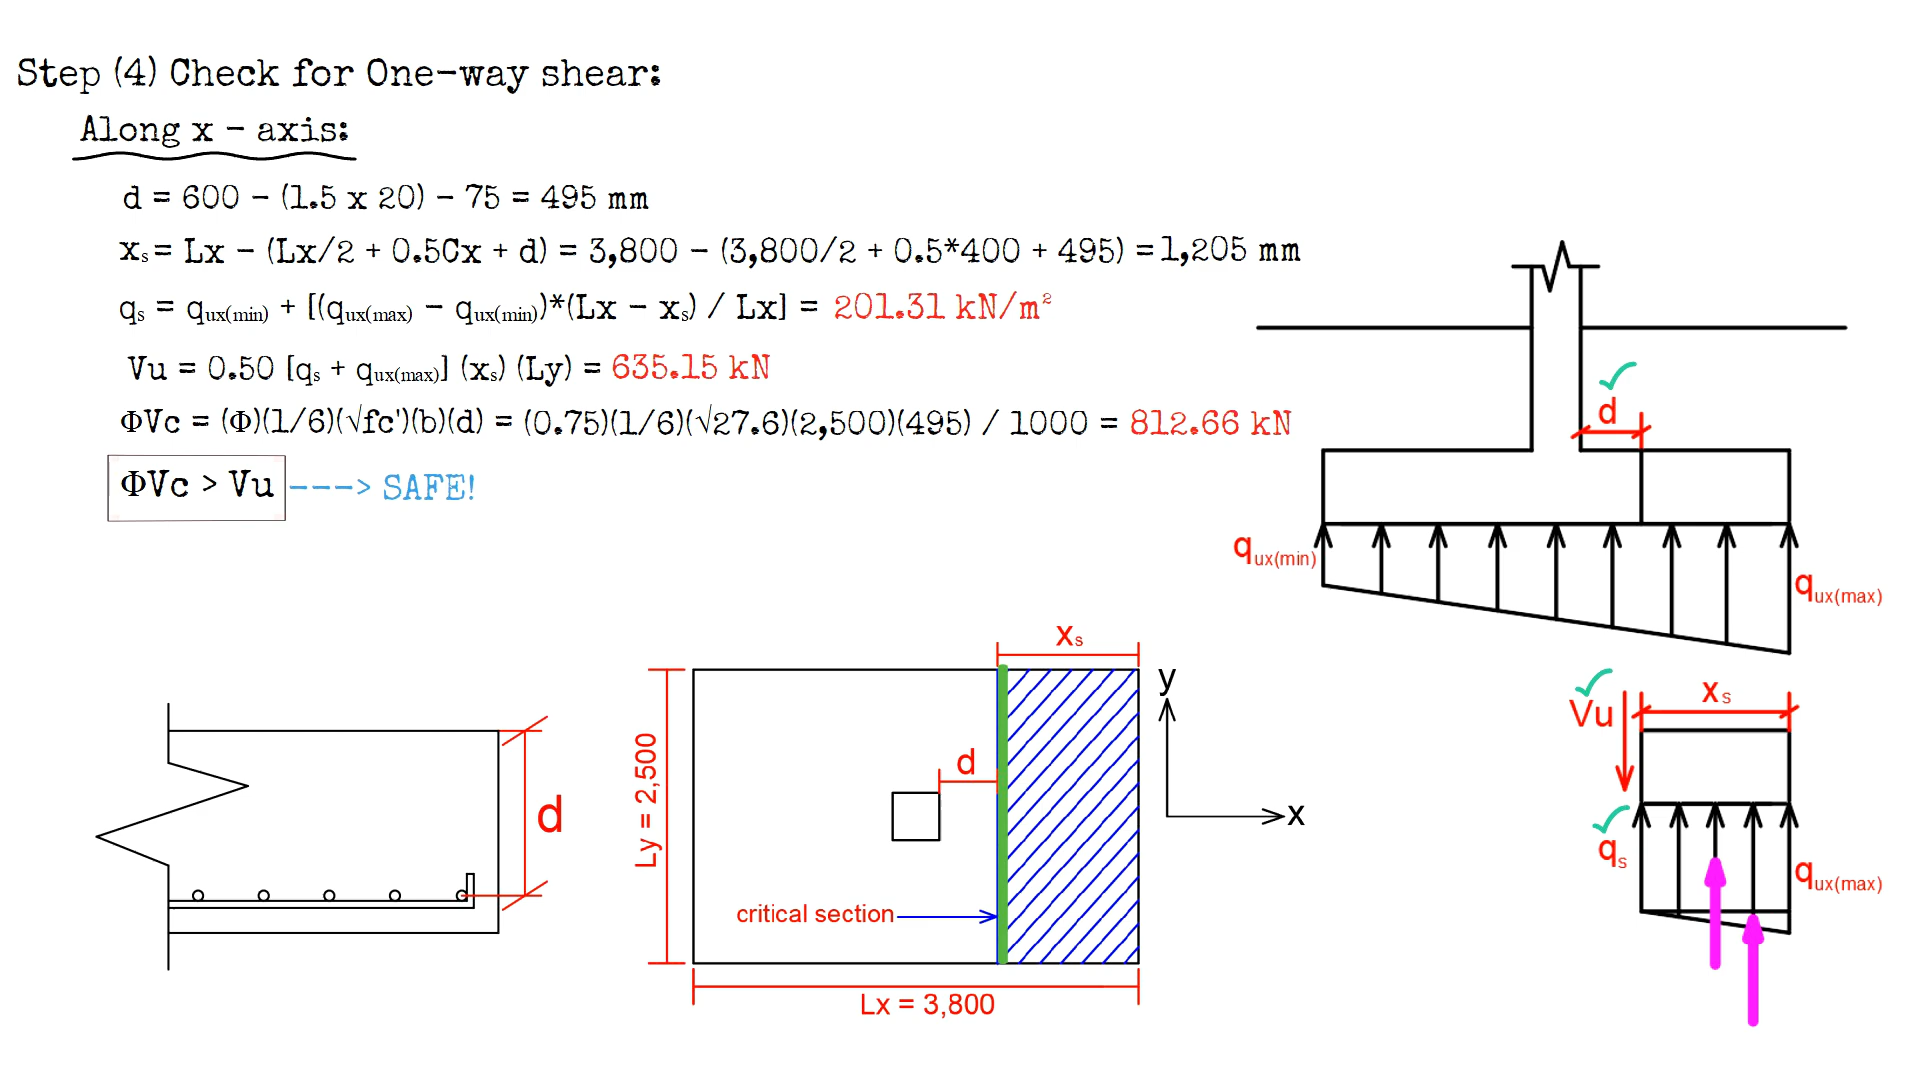 Step (4) Check for One-way shear:
Along x - axis:
d = 600 - (1.5 x 20) - 75 = 495 mm
xs = Lx - (Lx/2 + 0.5Cx + d) = 3,800 - (3,800/2 + 0.5*400 + 495) = 1,205 mm
qs = qux(min) + [(qux(max) - qux(min))*(Lx - xs) / Lx] = 201.31 kN/m²
Vu = 0.50 [qs + qux(max)] (xs) (Ly) = 635.15 kN
ΦVc = (Φ)(1/6)(√fc')(b)(d) = (0.75)(1/6)(√27.6)(2,500)(495) / 1000 = 812.66 kN
ΦVc > Vu ---> SAFE!
d
qux(min)
qux(max)
d
xs
y
Ly = 2,500
d
x
critical section
Lx = 3,800
Vu
xs
qs
qux(max)